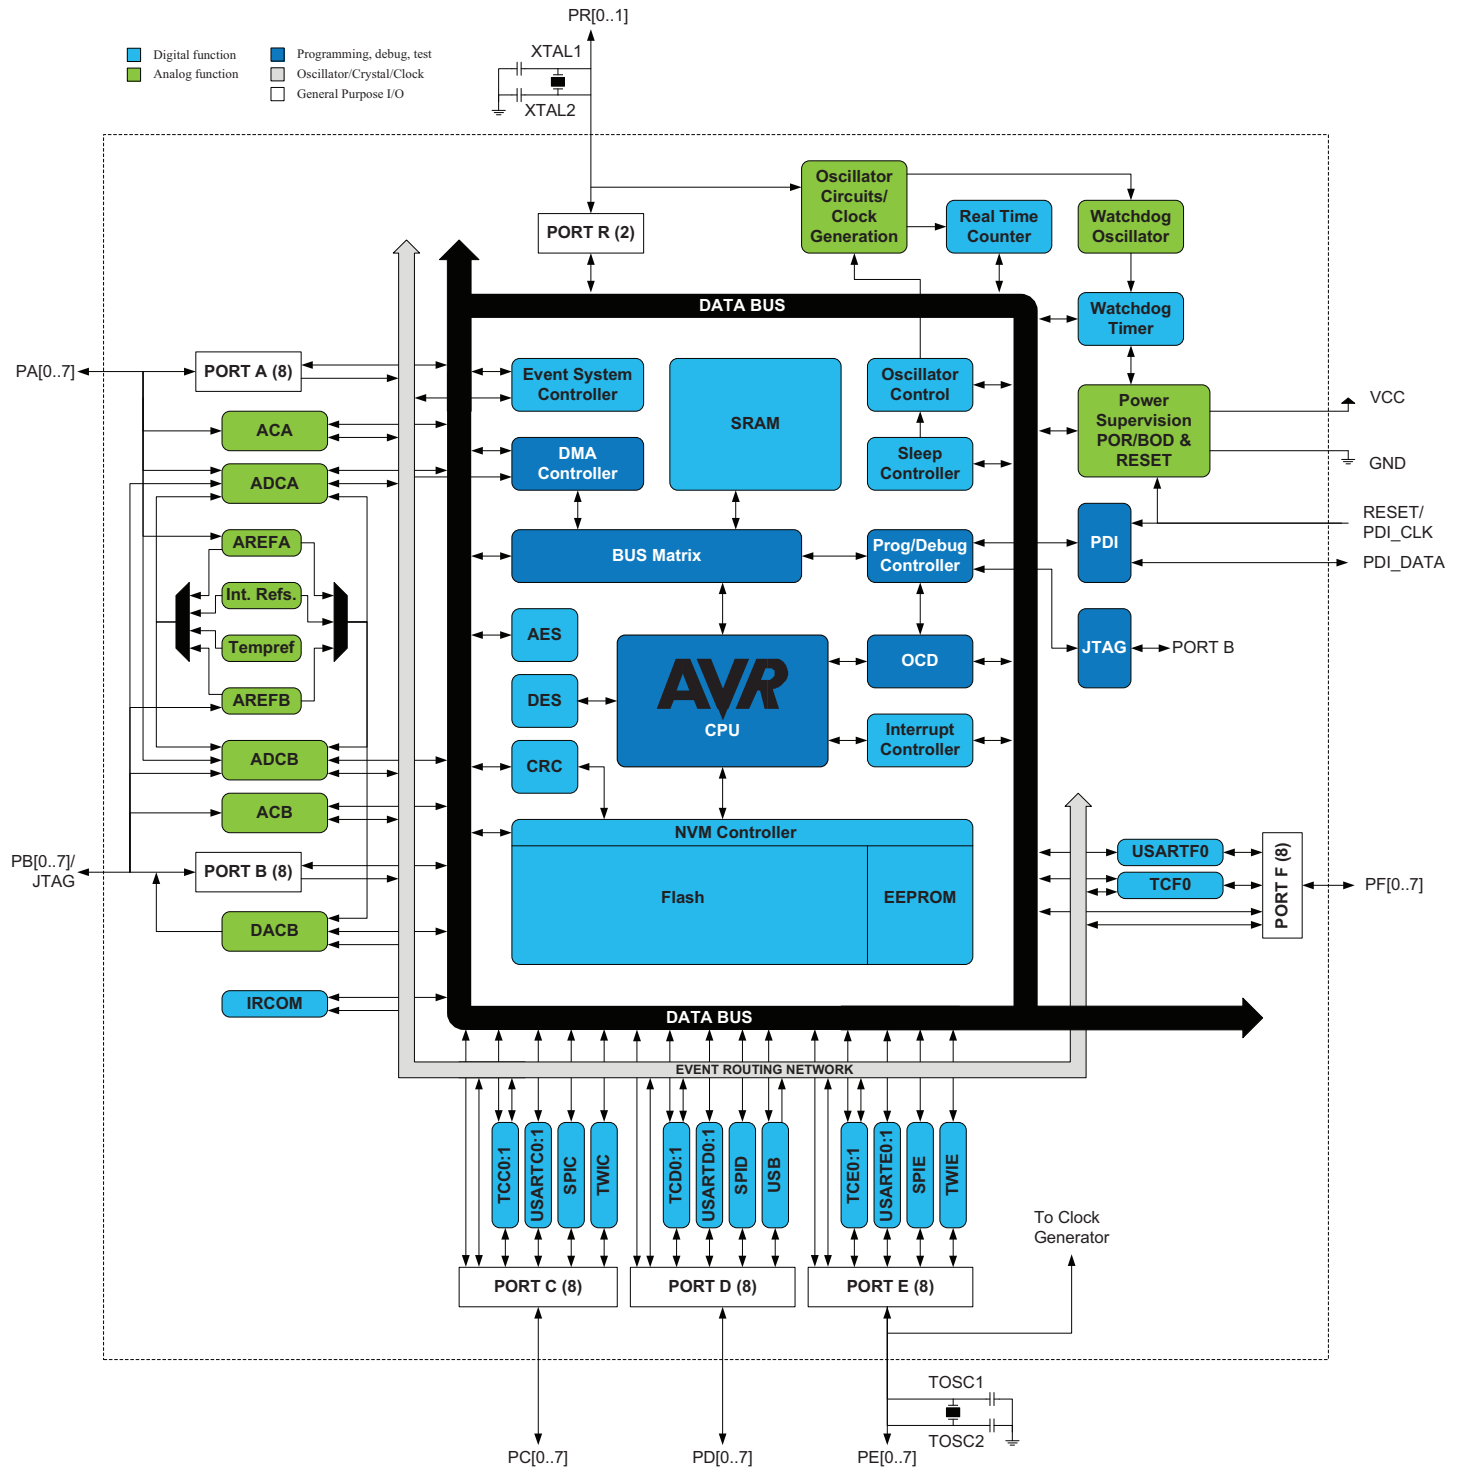 PR[0..1]
Digital function
Analog function
Programming, debug, test
Oscillator/Crystal/Clock
General Purpose I/O
XTAL1
XTAL2
PORT R (2)
Oscillator
Circuits/
Clock
Generation
Real Time
Counter
Watchdog
Oscillator
DATA BUS
Watchdog
Timer
PA[0..7]
PORT A (8)
Event System
Controller
SRAM
Oscillator
Control
Power
Supervision
POR/BOD &
RESET
VCC
GND
ACA
DMA
Controller
Sleep
Controller
ADCA
RESET/
PDI_CLK
PDI_DATA
AREFA
BUS Matrix
Prog/Debug
Controller
PDI
Int. Refs.
AES
Tempref
AVR
CPU
OCD
JTAG
PORT B
AREFB
DES
Interrupt
Controller
ADCB
CRC
ACB
NVM Controller
Flash
EEPROM
USARTF0
TCF0
PORT F (8)
PF[0..7]
PB[0..7]/
JTAG
PORT B (8)
DACB
IRCOM
DATA BUS
EVENT ROUTING NETWORK
TCC0:1
USARTC0:1
SPIC
TWIC
TCD0:1
USARTD0:1
SPID
USB
TCE0:1
USARTE0:1
SPIE
TWIE
To Clock
Generator
PORT C (8)
PORT D (8)
PORT E (8)
TOSC1
TOSC2
PC[0..7]
PD[0..7]
PE[0..7]